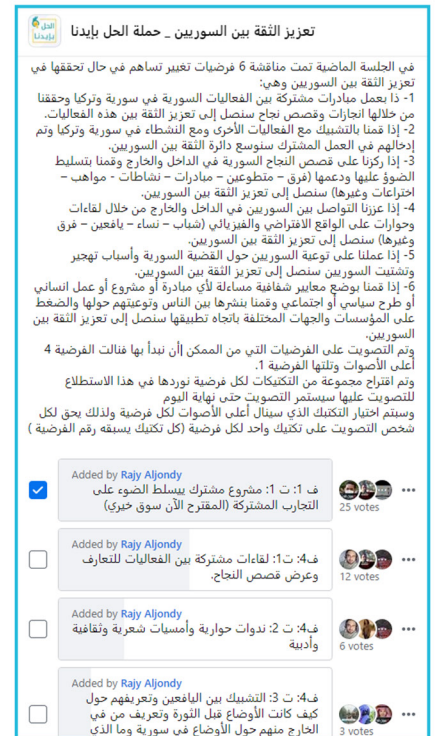 الحل
بإيدنا
تعزيز الثقة بين السوريين _ حملة الحل بإيدنا
في الجلسة الماضية تمت مناقشة 6 فرضيات تغيير تساهم في حال تحققها في
تعزيز الثقة بين السوريين وهي:
1- ذا بعمل مبادرات مشتركة بين الفعاليات السورية في سورية وتركيا وحققنا
من خلالها انجازات وقصص نجاح سنصل إلى تعزيز الثقة بين هذه الفعاليات.
2- إذا قمنا بالتشبيك مع الفعاليات الأخرى ومع النشطاء في سورية وتركيا وتم
إدخالهم في العمل المشترك سنوسع دائرة الثقة بين السوريين.
3- إذا ركزنا على قصص النجاح السورية في الداخل والخارج وقمنا بتسليط
الضوؤ عليها ودعمها (فرق – متطوعين – مبادرات – نشاطات - مواهب –
اختراعات وغيرها) سنصل إلى تعزيز الثقة بين السوريين.
4- إذا عززنا التواصل بين السوريين في الداخل والخارج من خلال لقاءات
وحوارات على الواقع الافتراضي والفيزيائي (شباب – نساء – يافعين – فرق
وغيرها) سنصل إلى تعزيز الثقة بين السوريين.
5- إذا عملنا على توعية السوريين حول القضية السورية وأسباب تهجير
وتشتيت السوريين سنصل إلى تعزيز الثقة بين السوريين.
6- إذا قمنا بوضع معايير شفافية مساءلة لأي مبادرة أو مشروع أو عمل انساني
أو طرح سياسي أو اجتماعي وقمنا بنشرها بين الناس وتوعيتهم حولها والضغط
على المؤسسات والجهات المختلفة باتجاه تطبيقها سنصل إلى تعزيز الثقة بين
السوريين.
وتم التصويت على الفرضيات التي من الممكن اأن نبدأ بها فنالت الفرضية 4
أعلى الأصوات وتلتها الفرضية 1.
وتم اقتراح مجموعة من التكتيكات لكل فرضية نوردها في هذا الاستطلاع
للتصويت عليها سيستمر التصويت حتى نهاية اليوم
وسيتم اختيار التكتبك الذي سينال أعلى الأصوات لكل فرضية ولذلك يحق لكل
شخص التصويت على تكتيك واحد لكل فرضية (كل تكتيك يسبقه رقم الفرضية )
Added by Rajy Aljondy
ف 1: ت 1: مشروع مشترك ييسلط الضوء على
التجارب المشتركة (المقترح الآن سوق خيري)
25 votes
Added by Rajy Aljondy
ف4: ت1: لقاءات مشتركة بين الفعاليات للتعارف
وعرض قصص النجاح.
12 votes
Added by Rajy Aljondy
ف4: ت 2: ندوات حوارية وأمسيات شعرية وثقافية
وأدبية
6 votes
Added by Rajy Aljondy
ف4: ت 3: التشبيك بين اليافعين وتعريفهم حول
كيف كانت الأوضاع قبل الثورة وتعريف من في
الخارج منهم حول الأوضاع في سورية وما الذي
3 votes